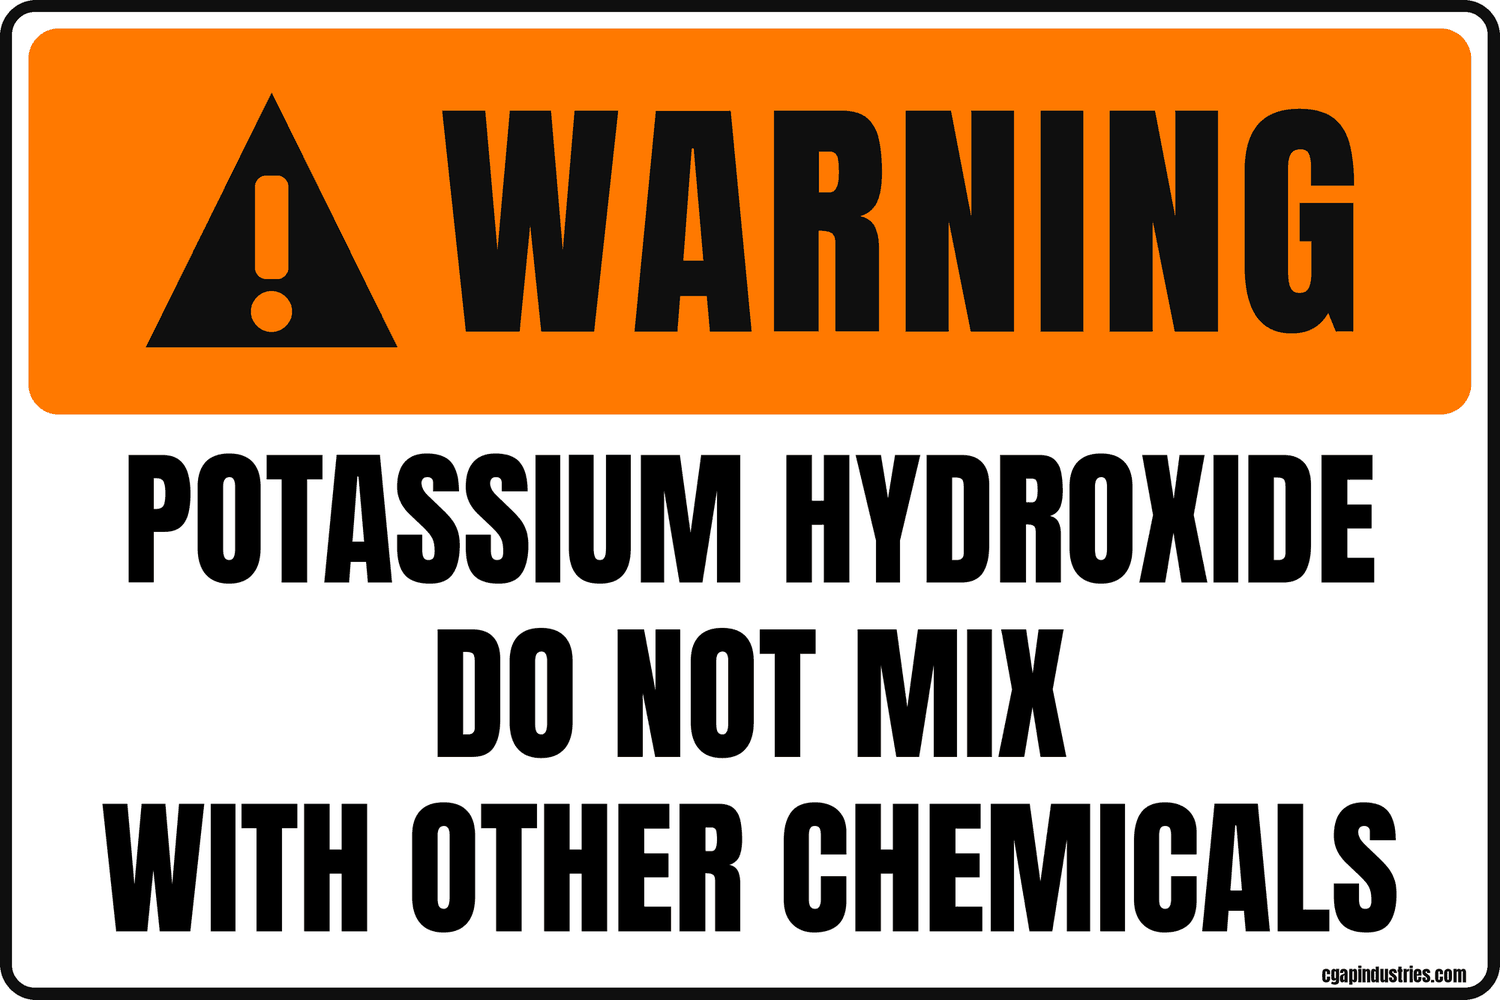 WARNING
POTASSIUM HYDROXIDE
DO NOT MIX
WITH OTHER CHEMICALS
cgapindustries.com